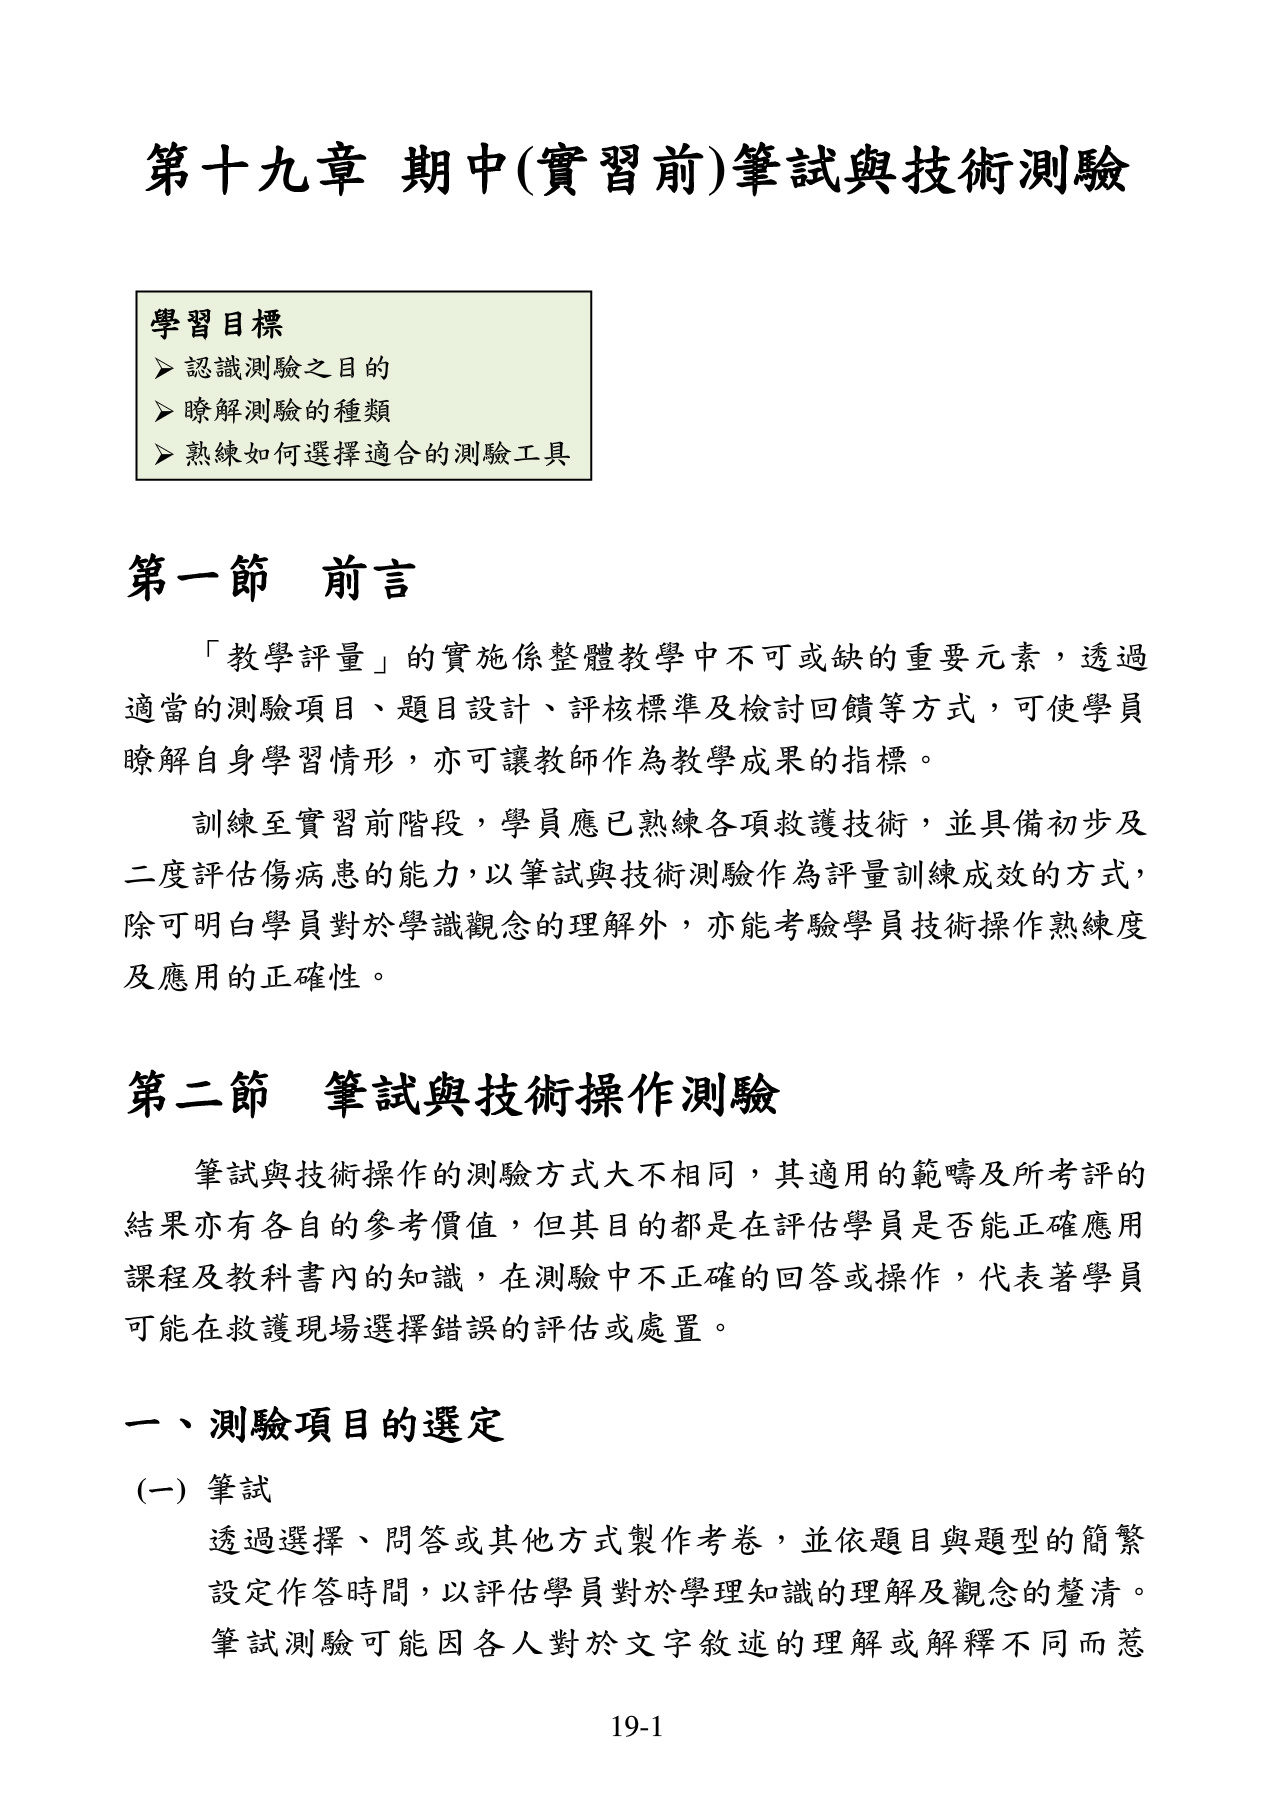 第十九章 期中(實習前)筆試與技術測驗
學習目標
➢ 認識測驗之目的
➢ 瞭解測驗的種類
➢ 熟練如何選擇適合的測驗工具
第一節　前言
「教學評量」的實施係整體教學中不可或缺的重要元素，透過
適當的測驗項目、題目設計、評核標準及檢討回饋等方式，可使學員
瞭解自身學習情形，亦可讓教師作為教學成果的指標。
訓練至實習前階段，學員應已熟練各項救護技術，並具備初步及
二度評估傷病患的能力，以筆試與技術測驗作為評量訓練成效的方式，
除可明白學員對於學識觀念的理解外，亦能考驗學員技術操作熟練度
及應用的正確性。
第二節　筆試與技術操作測驗
筆試與技術操作的測驗方式大不相同，其適用的範疇及所考評的
結果亦有各自的參考價值，但其目的都是在評估學員是否能正確應用
課程及教科書內的知識，在測驗中不正確的回答或操作，代表著學員
可能在救護現場選擇錯誤的評估或處置。
一、測驗項目的選定
(一) 筆試
透過選擇、問答或其他方式製作考卷，並依題目與題型的簡繁
設定作答時間，以評估學員對於學理知識的理解及觀念的釐清。
筆試測驗可能因各人對於文字敘述的理解或解釋不同而惹
19-1